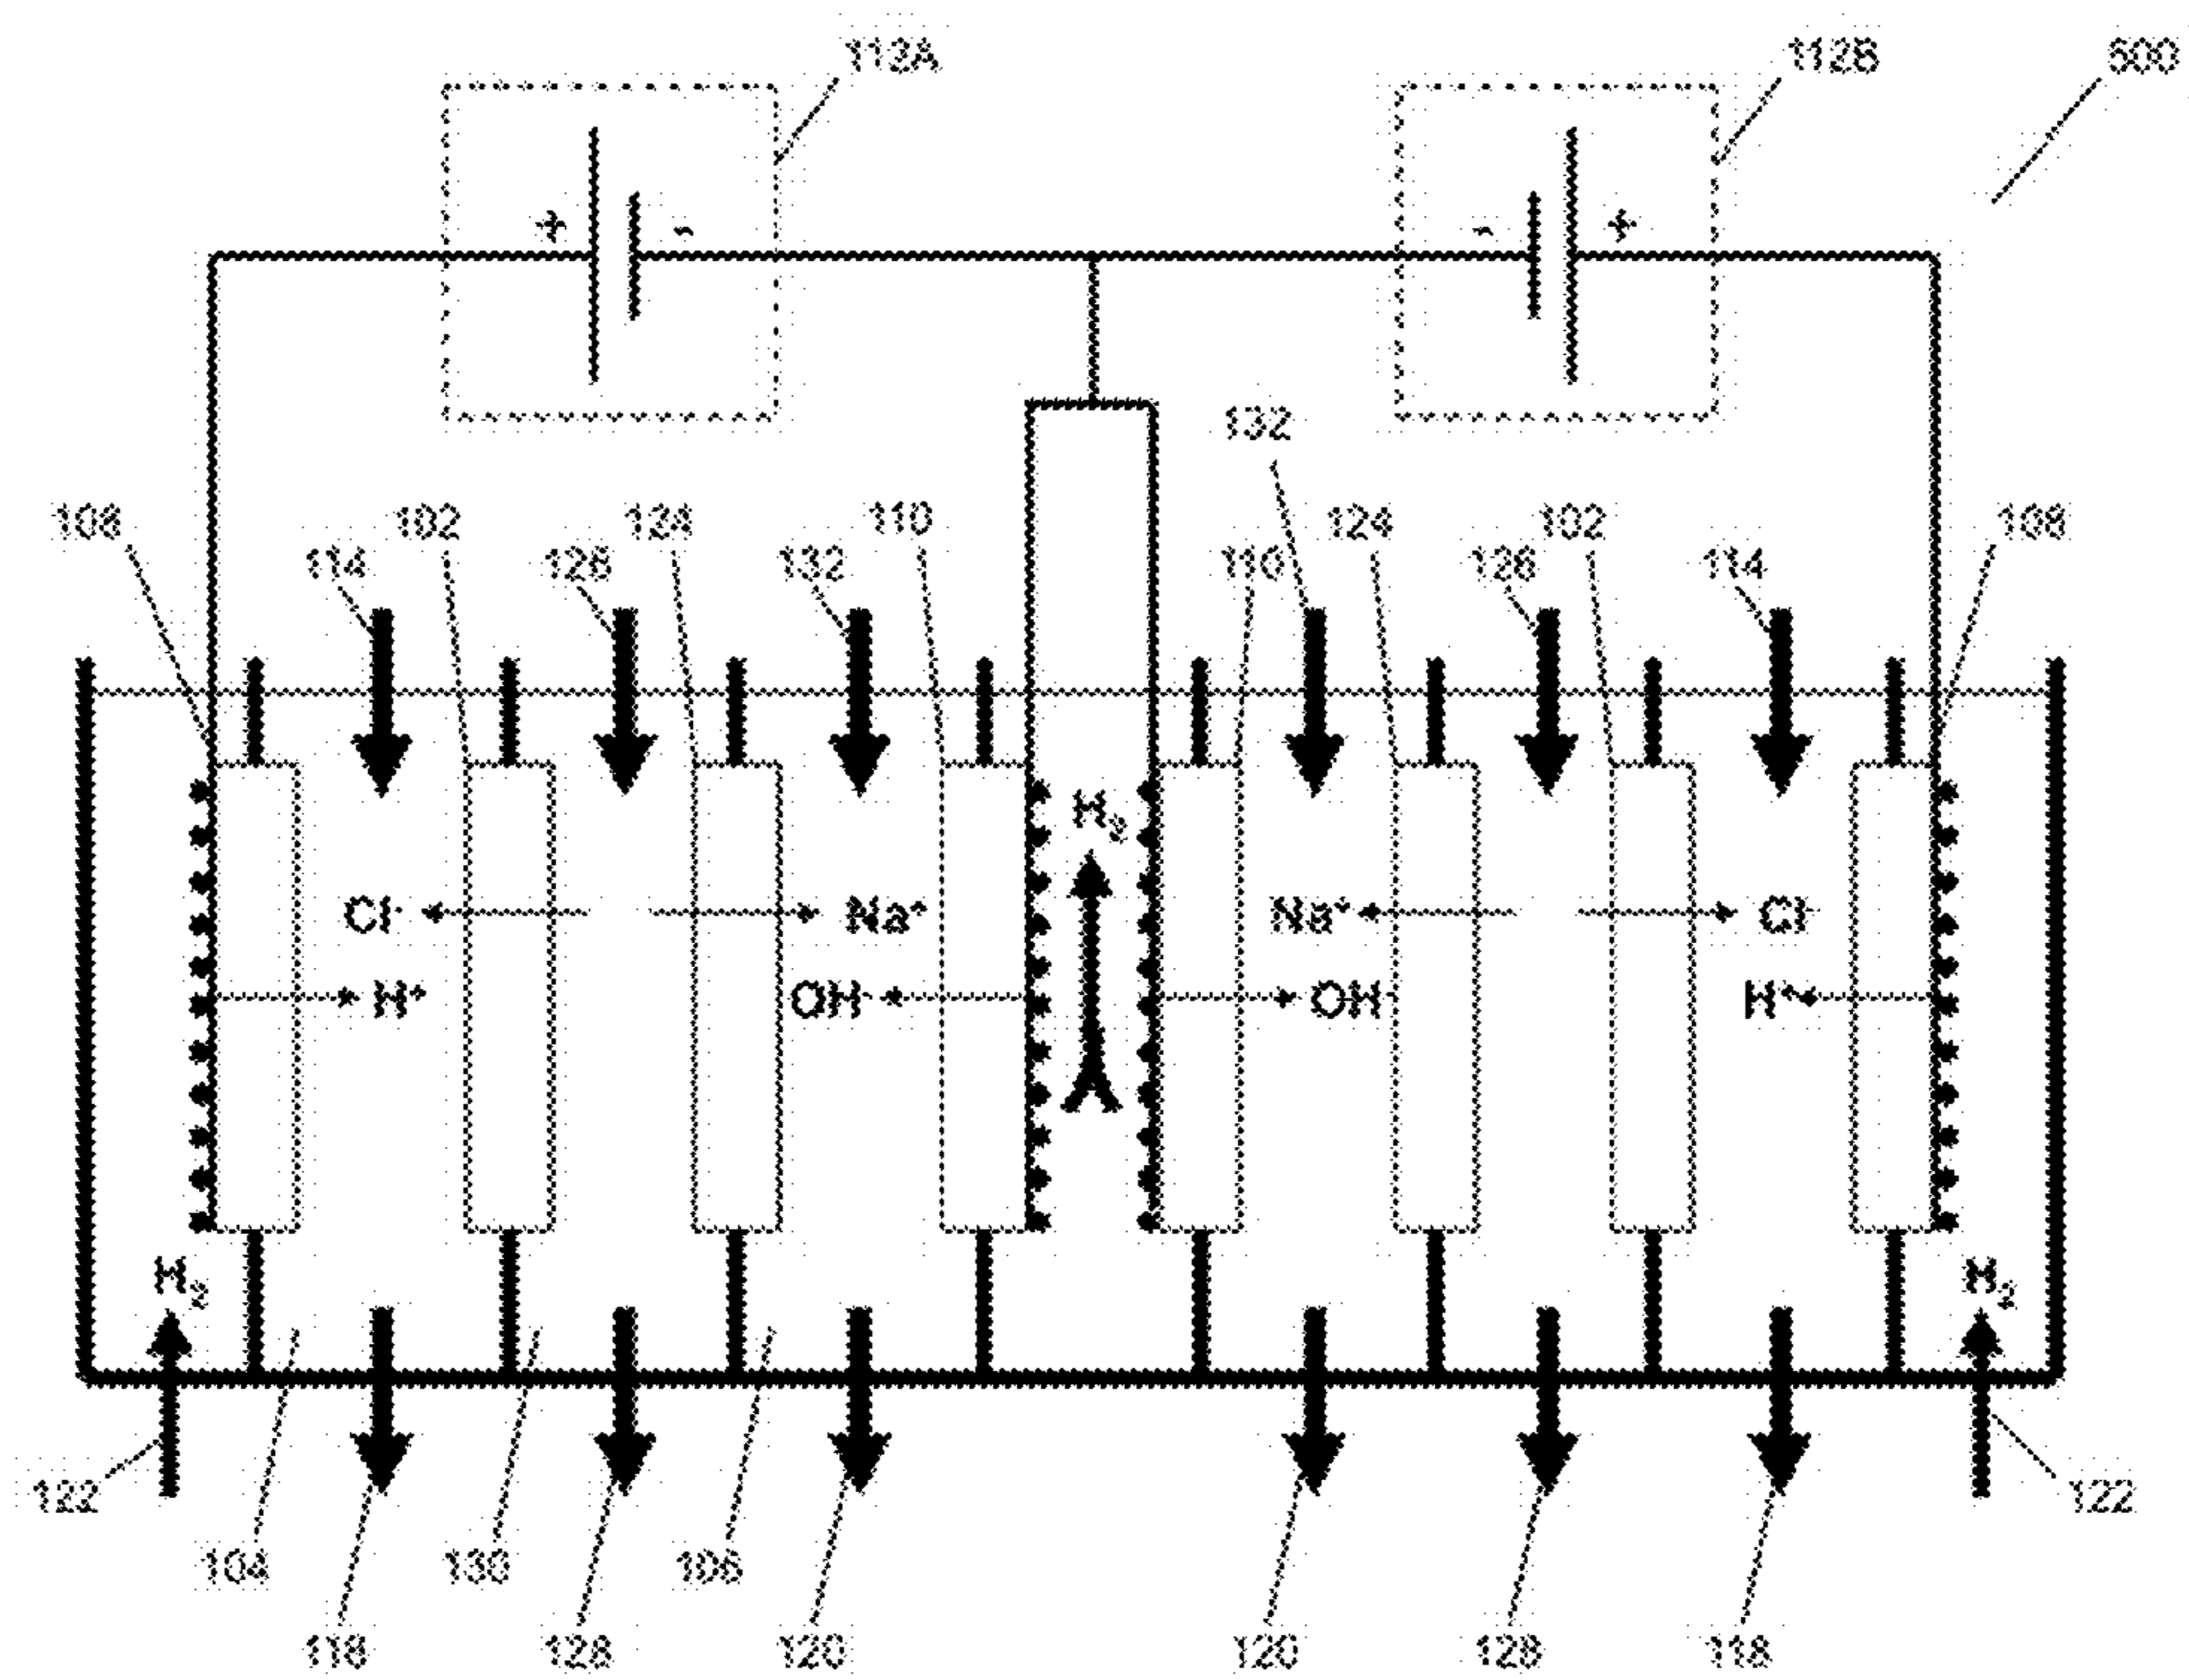 112A 112B 500
+ - - +
132
108 102 124 110 124 102 108
114 126 132 110 126 114
H2
Cl- Na+ Na+ Cl-
H+ OH- OH- H+
H2 H2
122 122
104 130 106
118 128 120 120 128 118